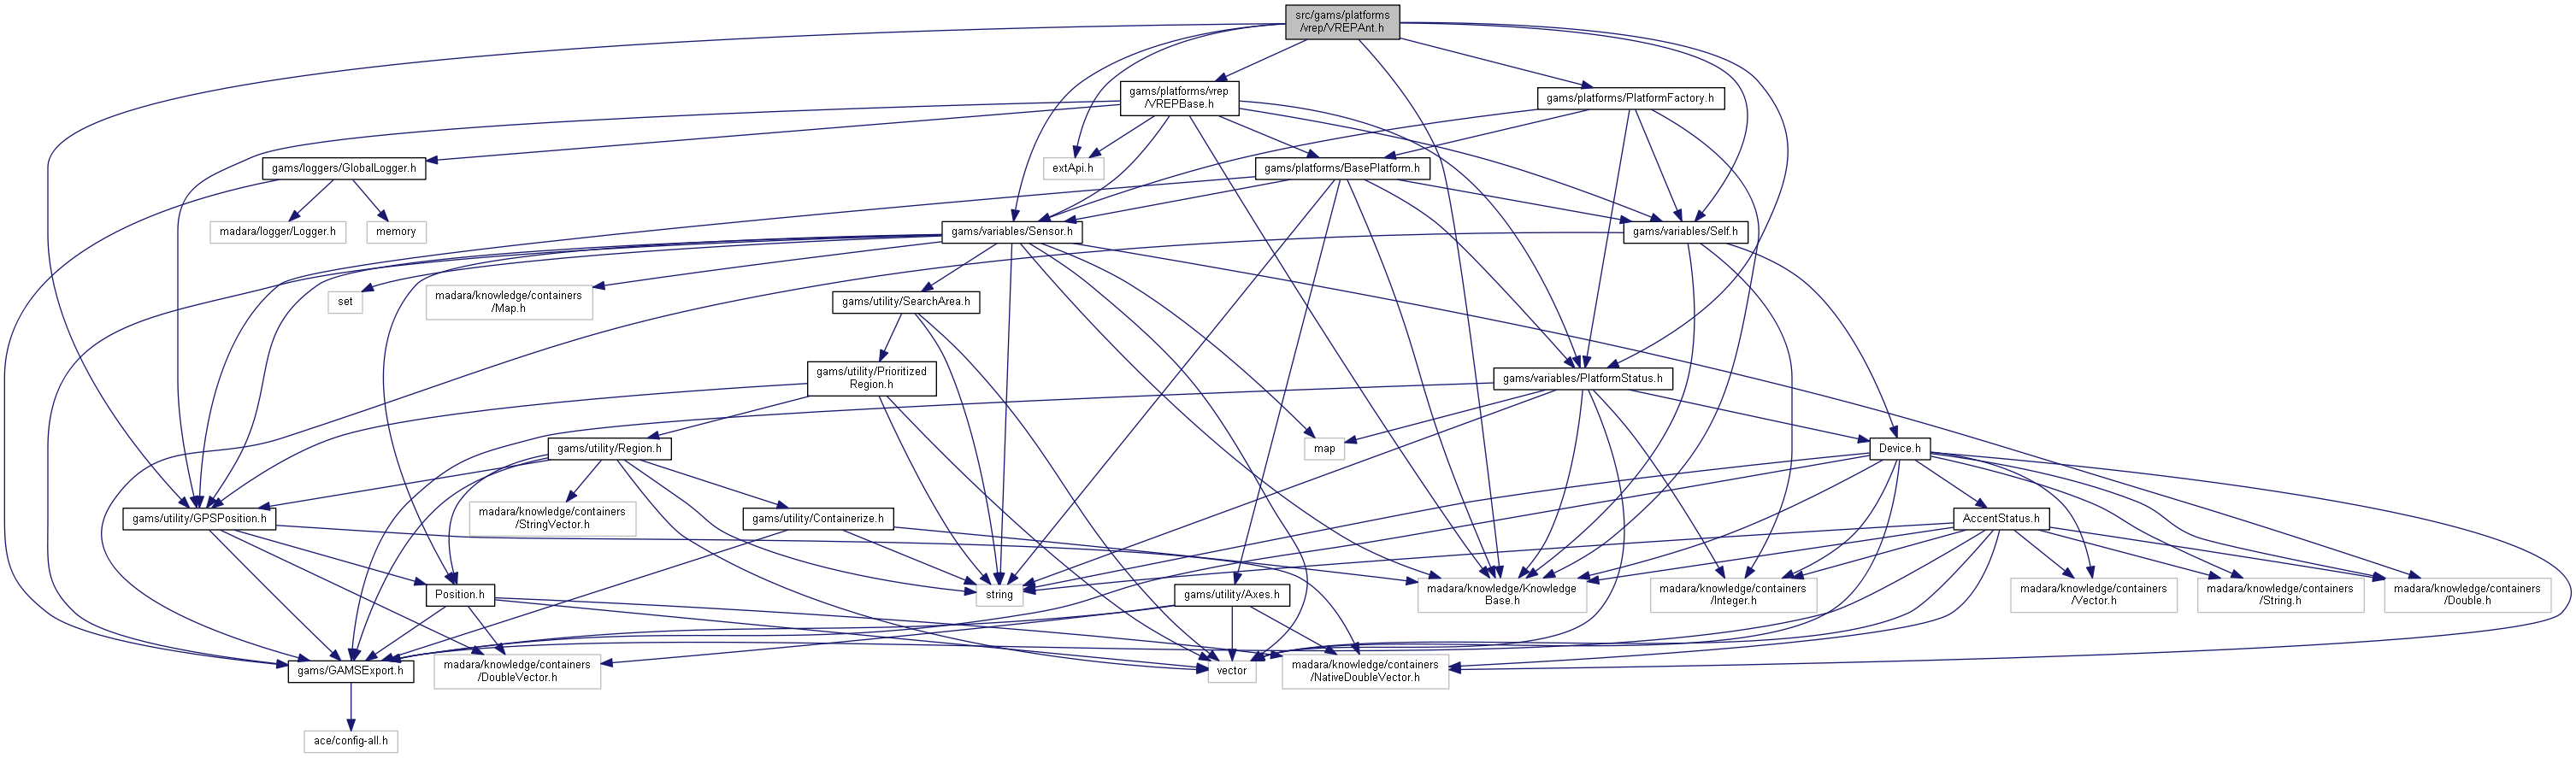 src/gams/platforms
/vrep/VREPAnt.h
gams/platforms/vrep
/VREPBase.h
gams/platforms/PlatformFactory.h
gams/loggers/GlobalLogger.h
extApi.h
gams/platforms/BasePlatform.h
madara/logger/Logger.h
memory
gams/variables/Sensor.h
gams/variables/Self.h
set
madara/knowledge/containers
/Map.h
gams/utility/SearchArea.h
gams/utility/Prioritized
Region.h
gams/variables/PlatformStatus.h
gams/utility/Region.h
map
Device.h
gams/utility/GPSPosition.h
madara/knowledge/containers
/StringVector.h
gams/utility/Containerize.h
AccentStatus.h
Position.h
string
gams/utility/Axes.h
madara/knowledge/Knowledge
Base.h
madara/knowledge/containers
/Integer.h
madara/knowledge/containers
/Vector.h
madara/knowledge/containers
/String.h
madara/knowledge/containers
/Double.h
gams/GAMSExport.h
madara/knowledge/containers
/DoubleVector.h
vector
madara/knowledge/containers
/NativeDoubleVector.h
ace/config-all.h